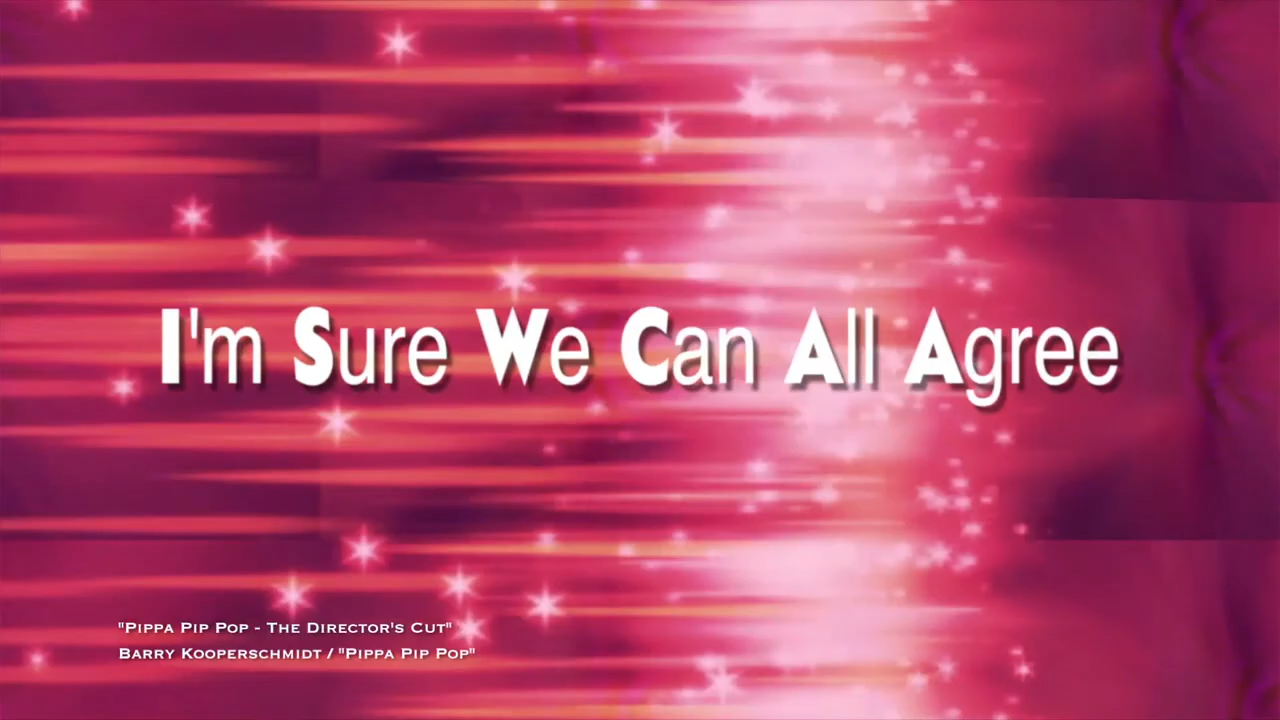 I'm Sure We Can All Agree
"Pippa Pip Pop - The Director's Cut"
Barry Kooperschmidt / "Pippa Pip Pop"